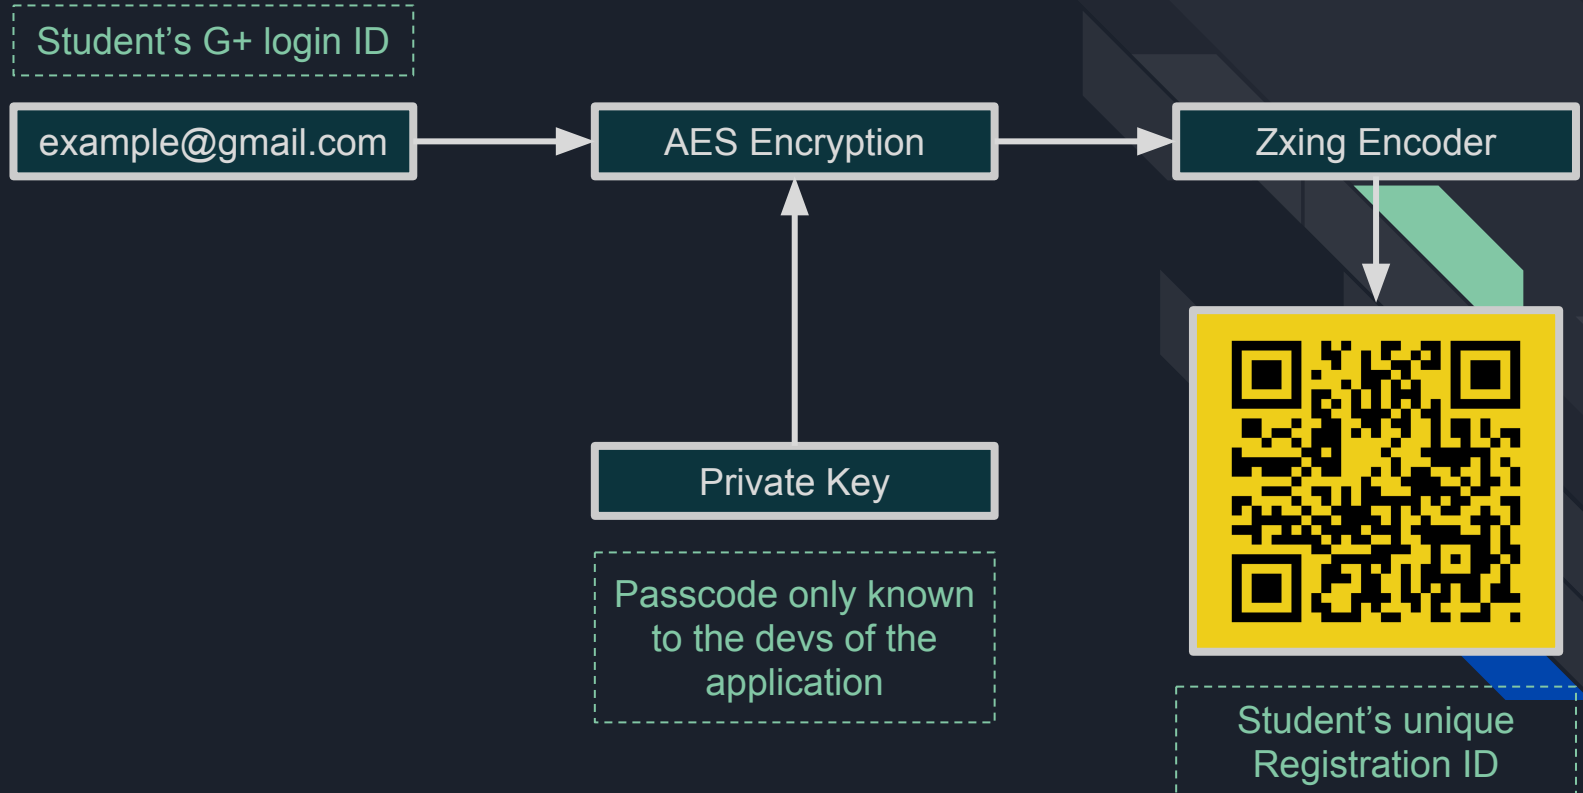 Student’s G+ login ID
example@gmail.com
AES Encryption
Zxing Encoder
Private Key
Passcode only known
to the devs of the
application
Student’s unique
Registration ID